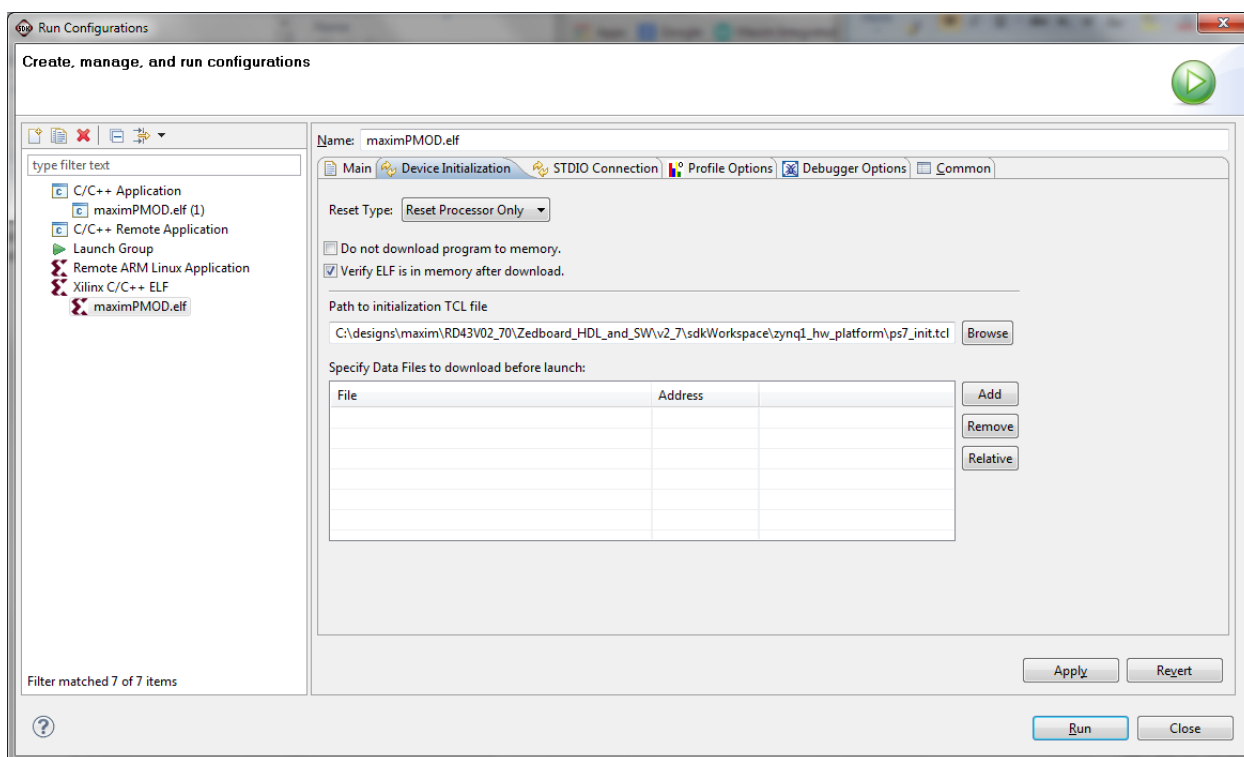 Run Configurations
Create, manage, and run configurations
type filter text
C/C++ Application
maximPMOD.elf (1)
C/C++ Remote Application
Launch Group
Remote ARM Linux Application
Xilinx C/C++ ELF
maximPMOD.elf
Filter matched 7 of 7 items
Name: maximPMOD.elf
Main Device Initialization STDIO Connection Profile Options Debugger Options Common
Reset Type: Reset Processor Only
Do not download program to memory.
Verify ELF is in memory after download.
Path to initialization TCL file
C:\designs\maxim\RD43V02_70\Zedboard_HDL_and_SW\v2_7\sdkWorkspace\zynq1_hw_platform\ps7_init.tcl Browse
Specify Data Files to download before launch:
File Address Add
Remove
Relative
Apply Revert
Run Close